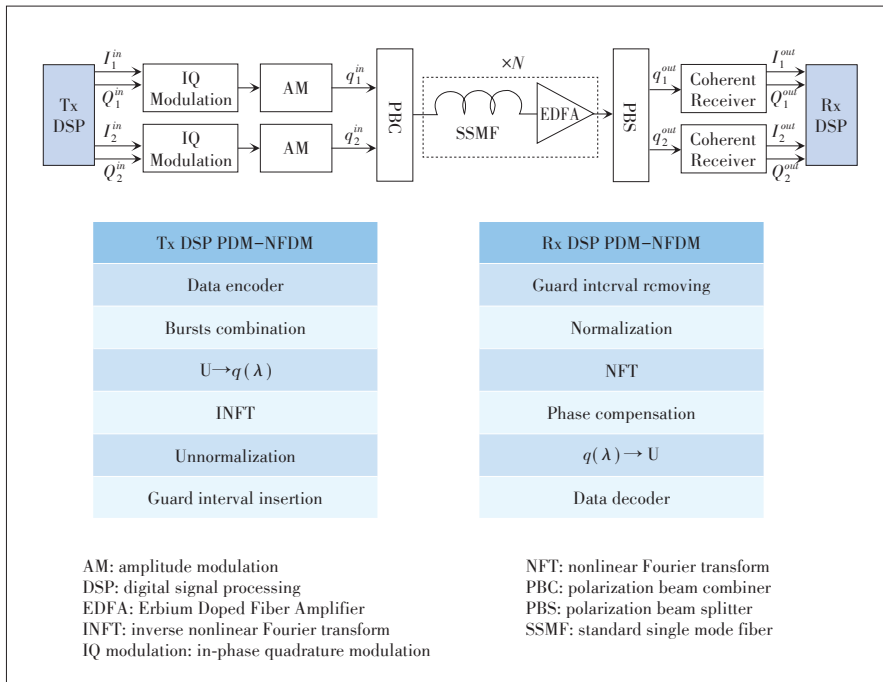 ×N
Tx
DSP
I₁ⁱⁿ
Q₁ⁱⁿ
I₂ⁱⁿ
Q₂ⁱⁿ
IQ
Modulation
AM
q₁ⁱⁿ
IQ
Modulation
AM
q₂ⁱⁿ
PBC
SSMF
EDFA
PBS
q₁ᵒᵘᵗ
q₂ᵒᵘᵗ
Coherent
Receiver
Coherent
Receiver
I₁ᵒᵘᵗ
Q₁ᵒᵘᵗ
I₂ᵒᵘᵗ
Q₂ᵒᵘᵗ
Rx
DSP
Tx DSP PDM–NFDM
Data encoder
Bursts combination
U→q(λ)
INFT
Unnormalization
Guard interval insertion
Rx DSP PDM–NFDM
Guard intcrval rcmoving
Normalization
NFT
Phase compensation
q(λ)→ U
Data decoder
AM: amplitude modulation
DSP: digital signal processing
EDFA: Erbium Doped Fiber Amplifier
INFT: inverse nonlinear Fourier transform
IQ modulation: in-phase quadrature modulation
NFT: nonlinear Fourier transform
PBC: polarization beam combiner
PBS: polarization beam splitter
SSMF: standard single mode fiber